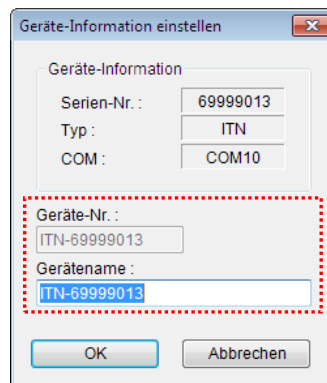 Geräte-Information einstellen
Geräte-Information
Serien-Nr. : 69999013
Typ : ITN
COM : COM10
Geräte-Nr. :
ITN-69999013
Gerätename :
ITN-69999013
OK Abbrechen